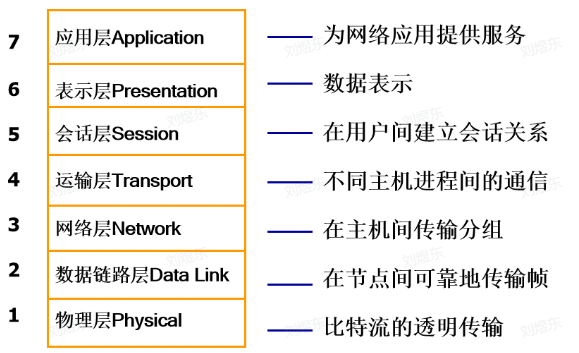 7 应用层Application 为网络应用提供服务
6 表示层Presentation 数据表示
5 会话层Session 在用户间建立会话关系
4 运输层Transport 不同主机进程间的通信
3 网络层Network 在主机间传输分组
2 数据链路层Data Link 在节点间可靠地传输帧
1 物理层Physical 比特流的透明传输
刘煜东